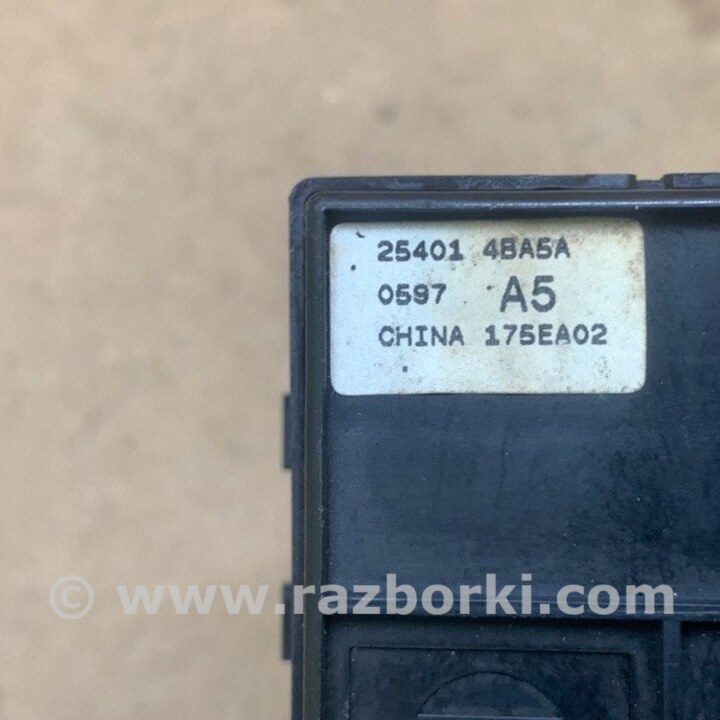 25401 4BA5A
0597 A5
CHINA 175EA02
© www.razborki.com